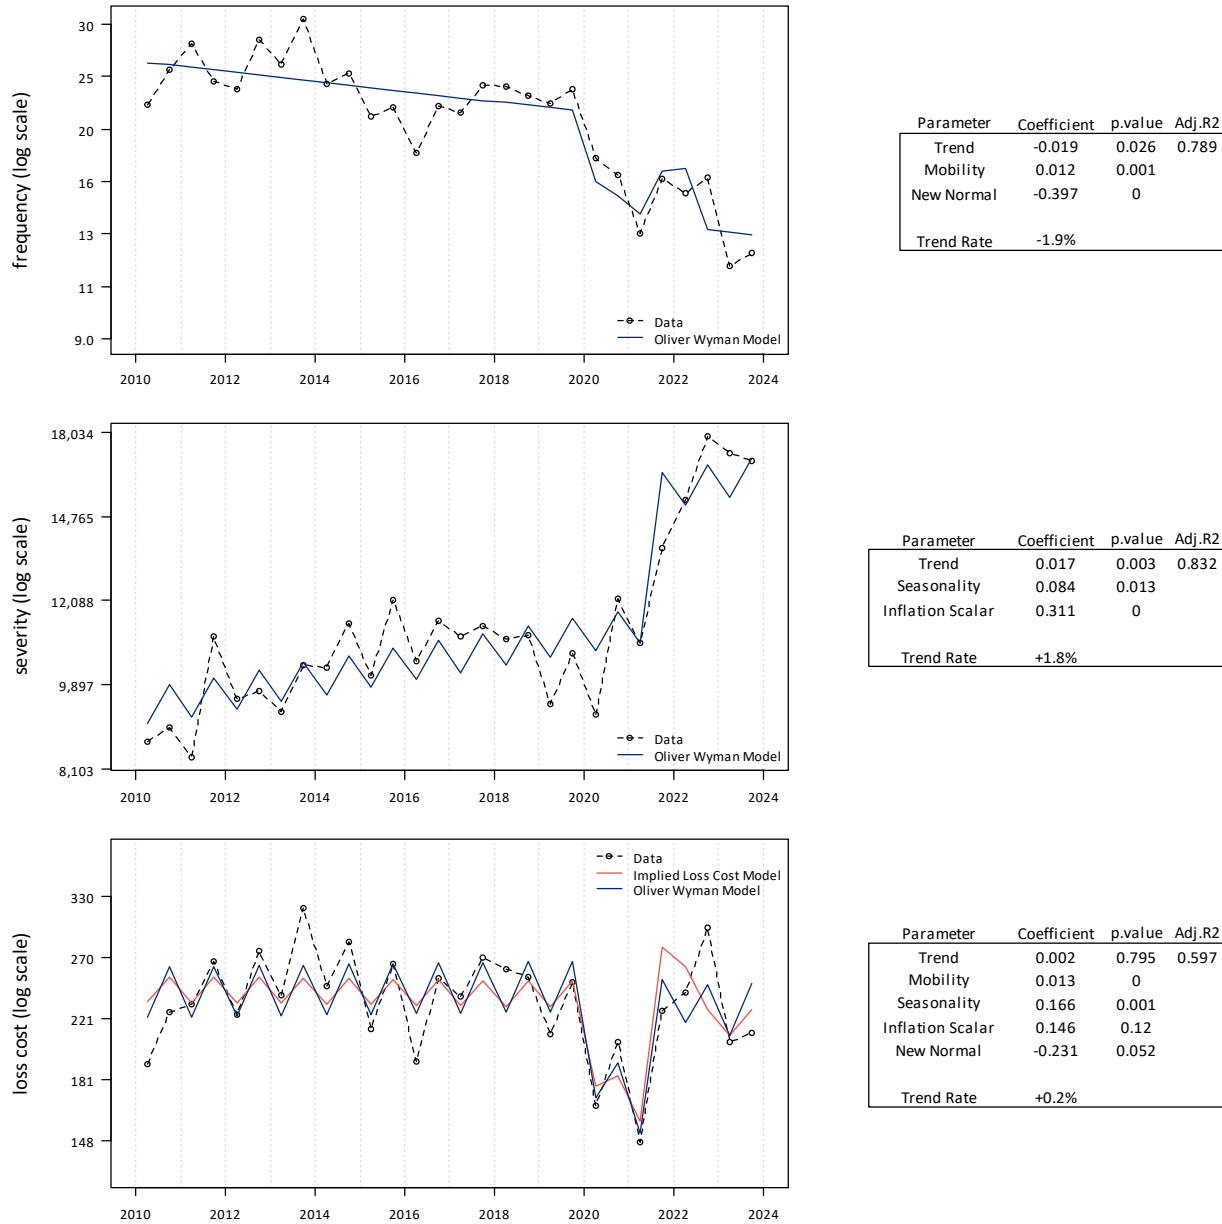 frequency (log scale)
30
25
20
16
13
11
9.0
Data
Oliver Wyman Model
2010 2012 2014 2016 2018 2020 2022 2024
Parameter Coefficient p.value Adj.R2
Trend -0.019 0.026 0.789
Mobility 0.012 0.001
New Normal -0.397 0
Trend Rate -1.9%
severity (log scale)
18,034
14,765
12,088
9,897
8,103
Data
Oliver Wyman Model
2010 2012 2014 2016 2018 2020 2022 2024
Parameter Coefficient p.value Adj.R2
Trend 0.017 0.003 0.832
Seasonality 0.084 0.013
Inflation Scalar 0.311 0
Trend Rate +1.8%
loss cost (log scale)
330
270
221
181
148
Data
Implied Loss Cost Model
Oliver Wyman Model
2010 2012 2014 2016 2018 2020 2022 2024
Parameter Coefficient p.value Adj.R2
Trend 0.002 0.795 0.597
Mobility 0.013 0
Seasonality 0.166 0.001
Inflation Scalar 0.146 0.12
New Normal -0.231 0.052
Trend Rate +0.2%